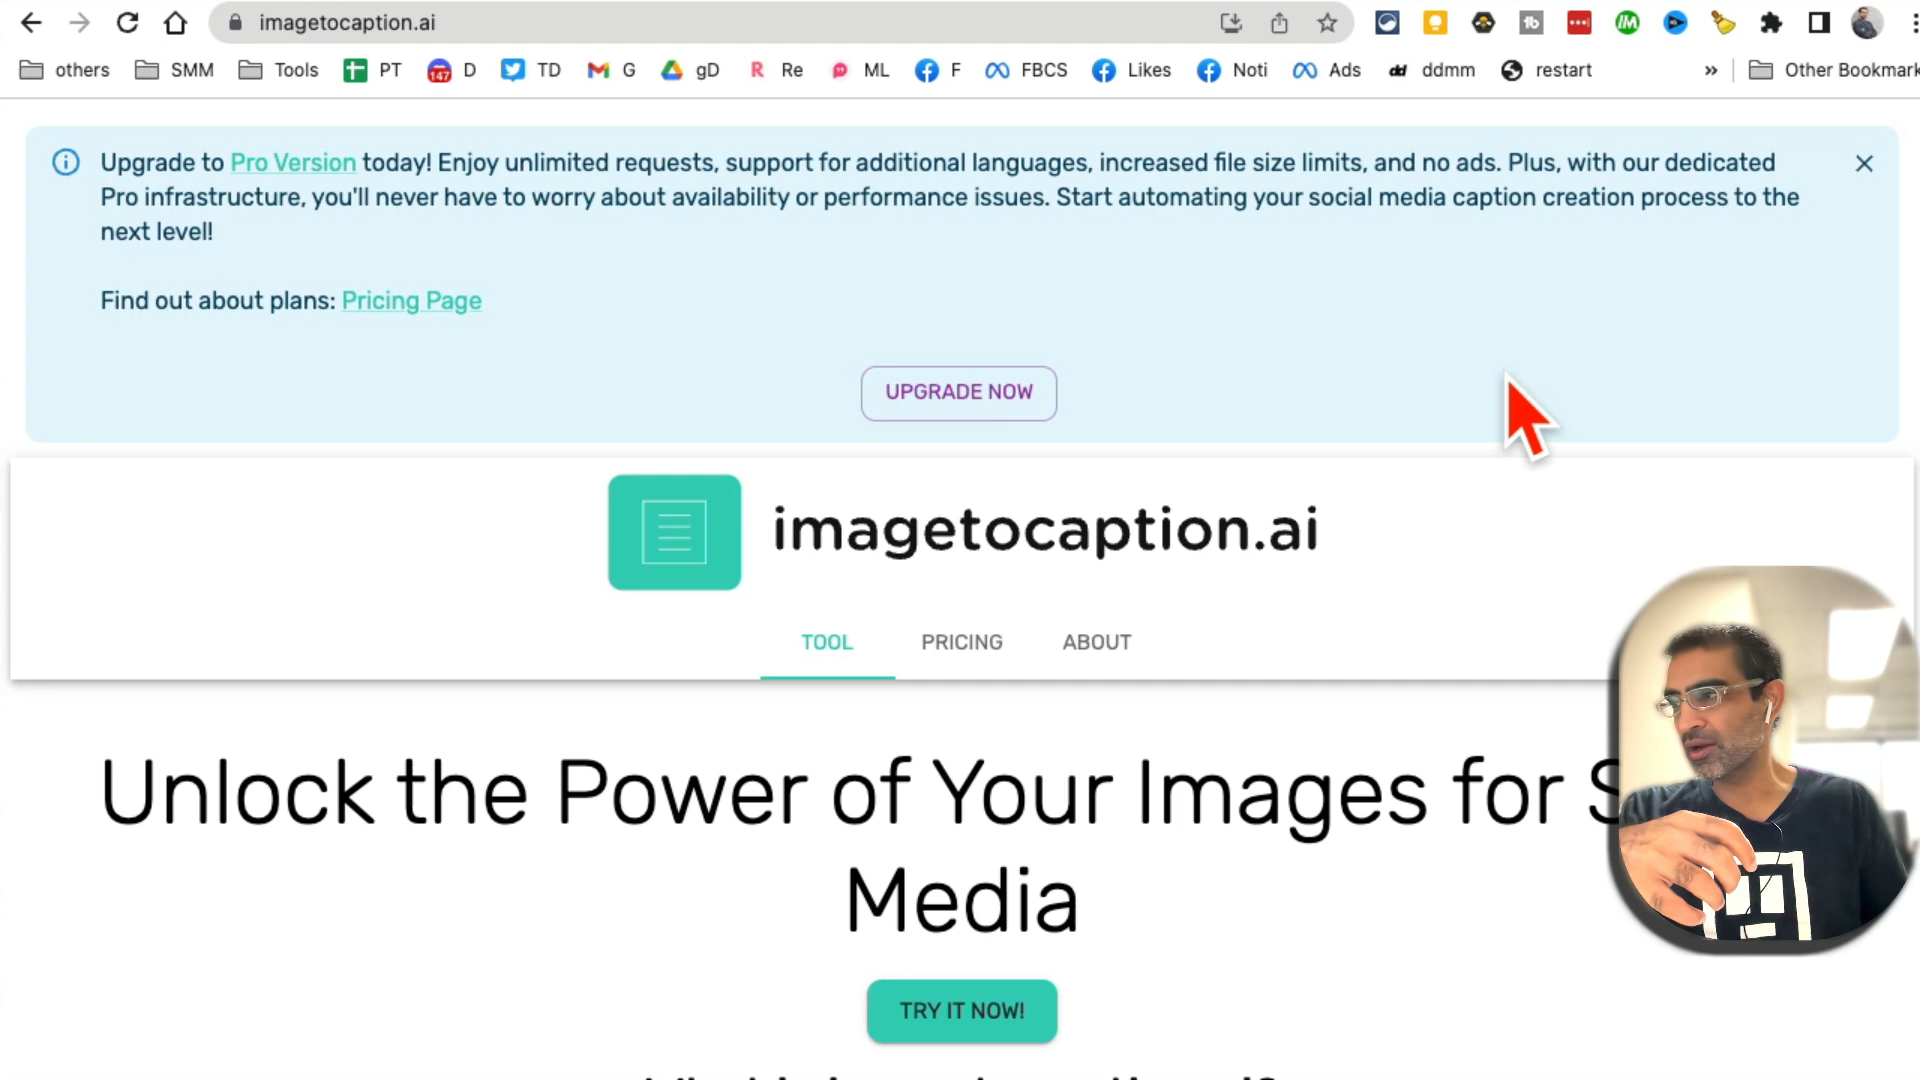 imagetocaption.ai
others SMM Tools PT 147 D TD G gD Re ML F FBCS Likes Noti Ads ddmm restart » Other Bookmark
Upgrade to Pro Version today! Enjoy unlimited requests, support for additional languages, increased file size limits, and no ads. Plus, with our dedicated
Pro infrastructure, you'll never have to worry about availability or performance issues. Start automating your social media caption creation process to the
next level!
Find out about plans: Pricing Page
UPGRADE NOW
imagetocaption.ai
TOOL PRICING ABOUT
Unlock the Power of Your Images for S
Media
TRY IT NOW!